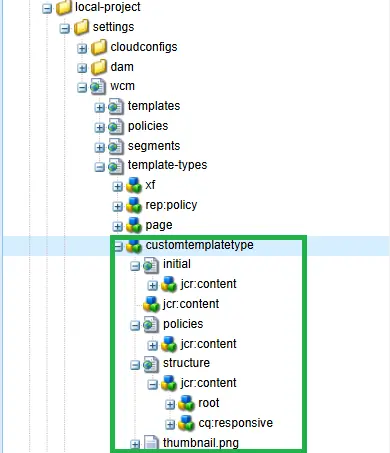 local-project
settings
cloudconfigs
dam
wcm
templates
policies
segments
template-types
xf
rep:policy
page
customtemplatetype
initial
jcr:content
jcr:content
policies
jcr:content
structure
jcr:content
root
cq:responsive
thumbnail.png